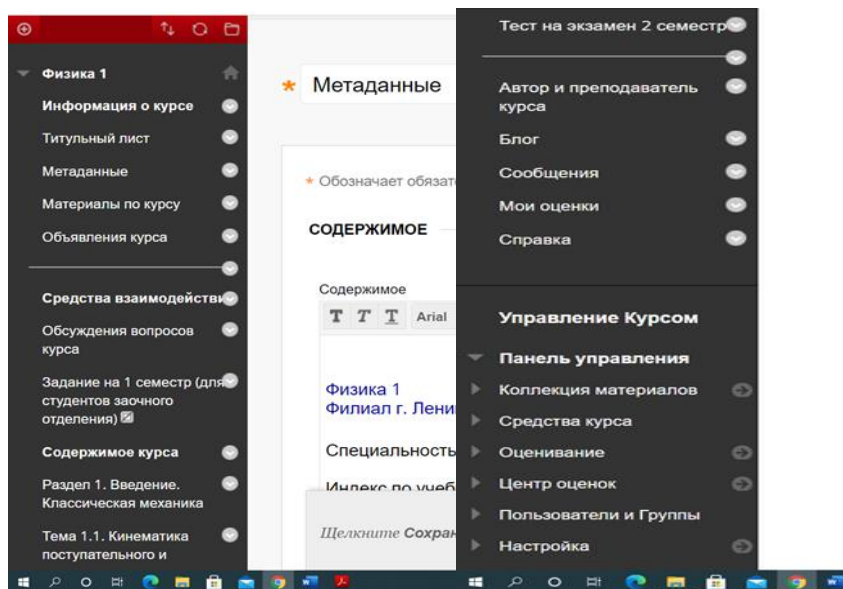 Физика 1
Информация о курсе
Титульный лист
Метаданные
Материалы по курсу
Объявления курса
Средства взаимодействи
Обсуждения вопросов
курса
Задание на 1 семестр (для
студентов заочного
отделения)
Содержимое курса
Раздел 1. Введение.
Классическая механика
Тема 1.1. Кинематика
поступательного и
* Метаданные
* Обозначает обязат
СОДЕРЖИМОЕ
Содержимое
T T T Arial
Физика 1
Филиал г. Лени
Специальность
Индекс по учеб
Щелкните Сохран
Тест на экзамен 2 семестр
Автор и преподаватель
курса
Блог
Сообщения
Мои оценки
Справка
Управление Курсом
Панель управления
Коллекция материалов
Средства курса
Оценивание
Центр оценок
Пользователи и Группы
Настройка